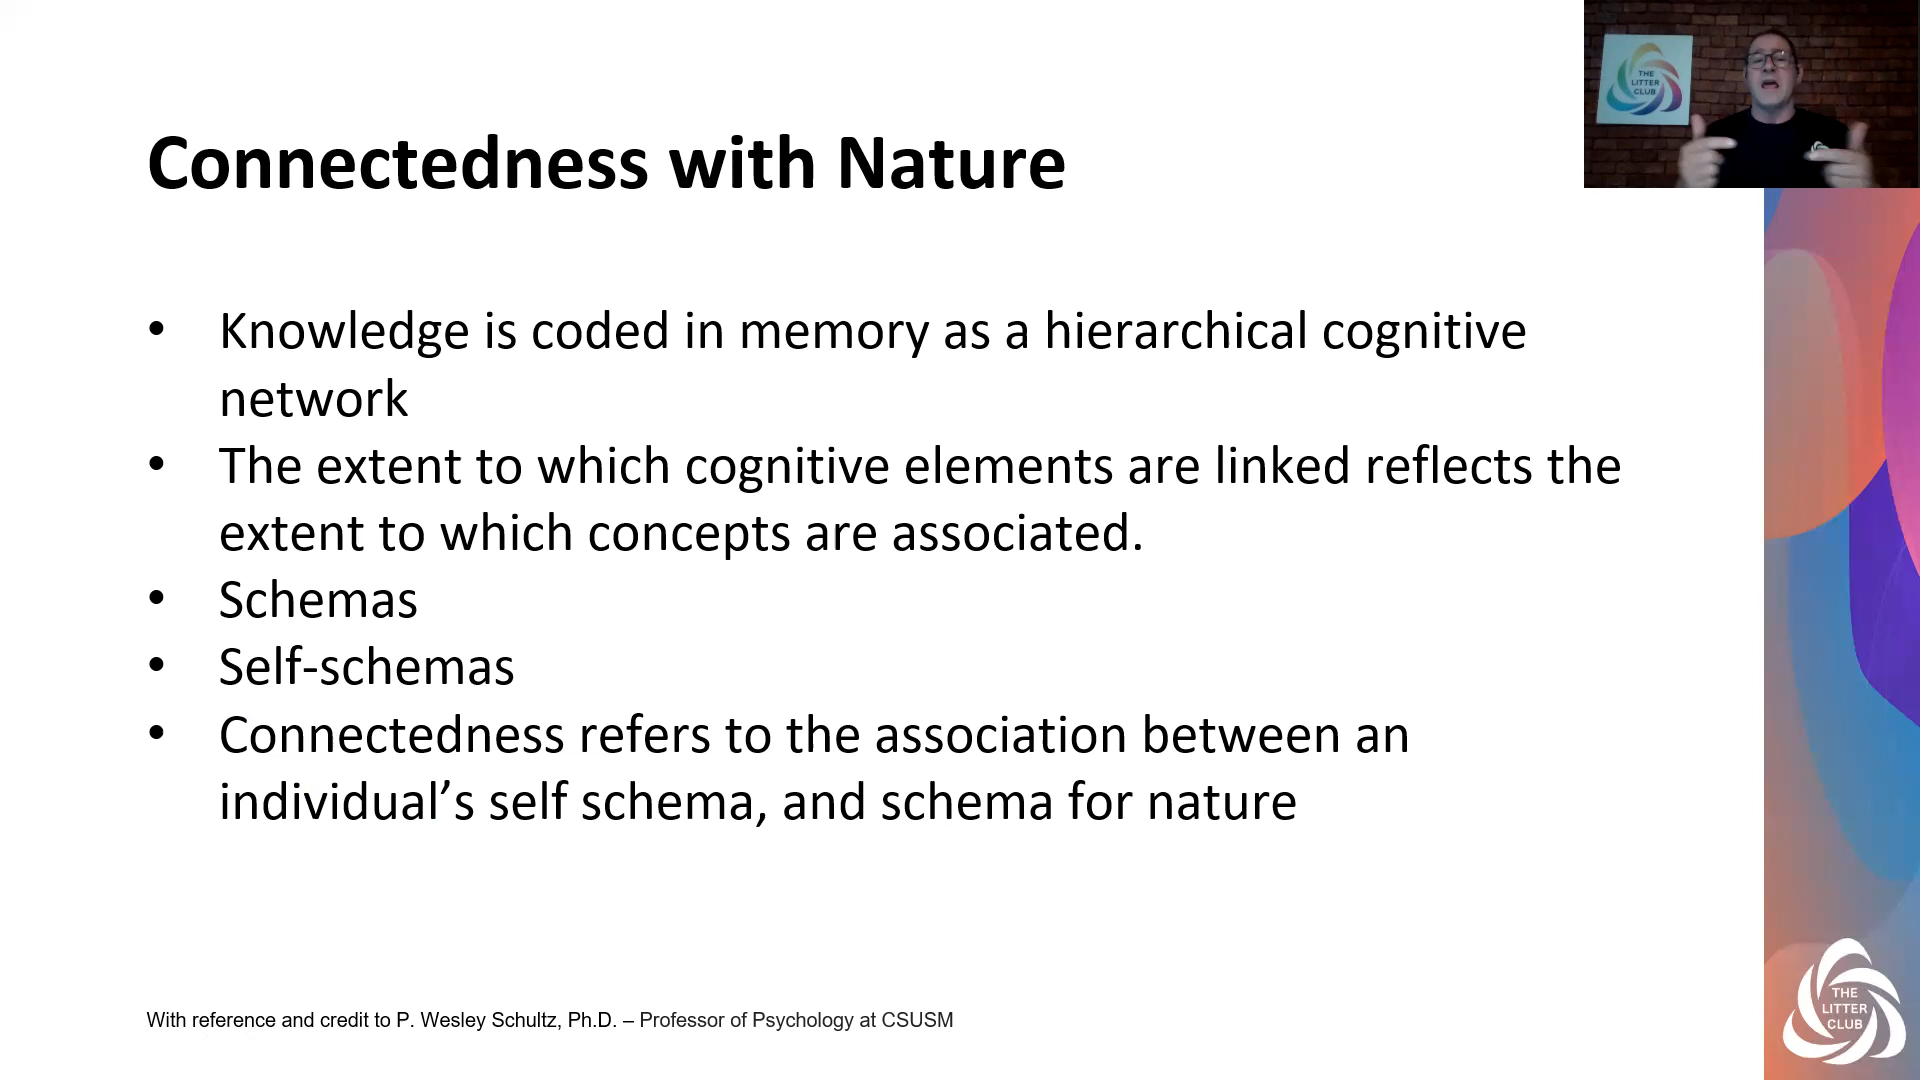 THE
LITTER
CLUB
Connectedness with Nature
• Knowledge is coded in memory as a hierarchical cognitive
network
• The extent to which cognitive elements are linked reflects the
extent to which concepts are associated.
• Schemas
• Self-schemas
• Connectedness refers to the association between an
individual’s self schema, and schema for nature
With reference and credit to P. Wesley Schultz, Ph.D. – Professor of Psychology at CSUSM
THE
LITTER
CLUB